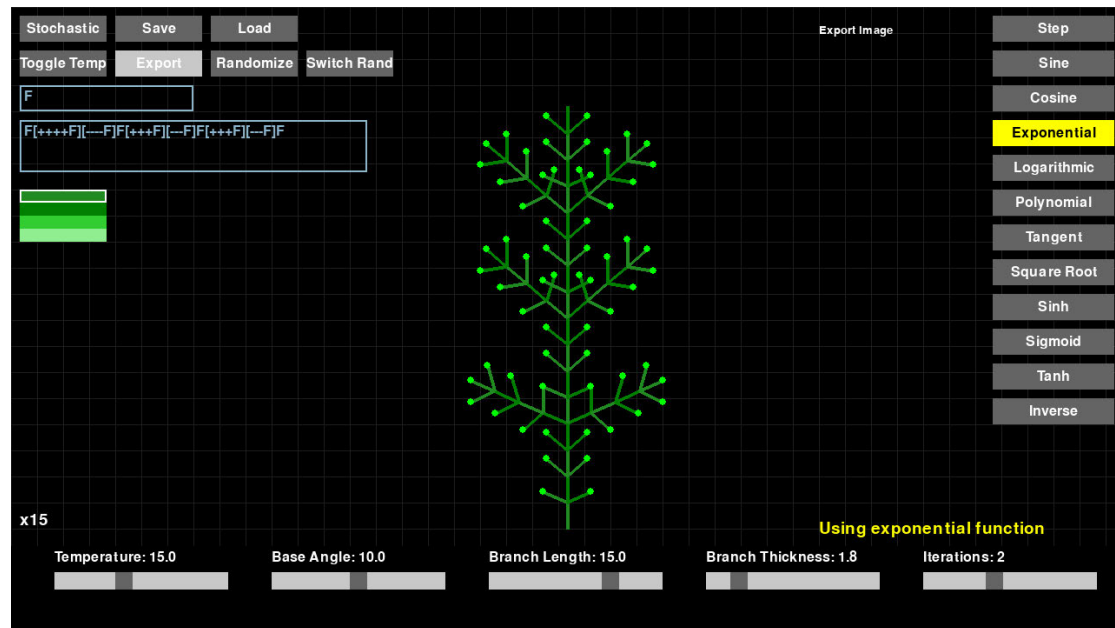 Stochastic Save Load
Export Image
Step
Toggle Temp Export Randomize Switch Rand
Sine
F
Cosine
F[++++F][----F]F[+++F][---F]F[+++F][---F]F
Exponential
Logarithmic
Polynomial
Tangent
Square Root
Sinh
Sigmoid
Tanh
Inverse
x15
Using exponential function
Temperature: 15.0 Base Angle: 10.0 Branch Length: 15.0 Branch Thickness: 1.8 Iterations: 2